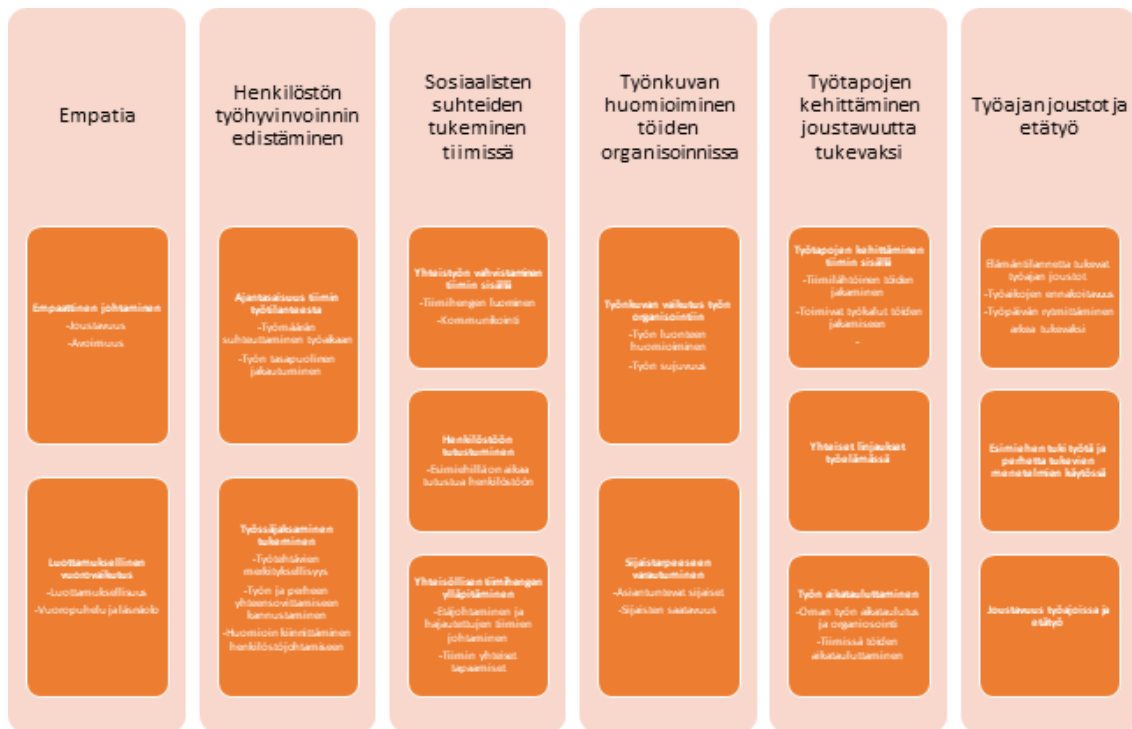 Empatia
Empaattinen johtaminen
-Joustavuus
-Avoimuus
Luottamuksellinen
vuorovaikutus
-Luottamuksellisuus
-Vuoropuhelu ja läsnäolo
Henkilöstön
työhyvinvoinnin
edistäminen
Ajantasaisuus tiimin
työtilanteesta
-Työmäärän
suhteuttaminen työaikaan
-Työn tasapuolinen
jakautuminen
Työssäjaksaminen
tukeminen
-Työtehtävien
merkityksellisyys
-Työn ja perheen
yhteensovittamiseen
kannustaminen
-Huomioin kiinnittäminen
henkilöstöjohtamiseen
Sosiaalisten
suhteiden
tukeminen
tiimissä
Yhteistyön vahvistaminen
tiimin sisällä
-Tiimihengen luominen
-Kommunikointi
Henkilöstöön
tutustuminen
-Esimiehillä on aikaa
tutustua henkilöstöön
Yhteisöllisen tiimihengen
ylläpitäminen
-Etäjohtaminen ja
hajautettujen tiimien
johtaminen
-Tiimin yhteiset
tapaamiset
Työnkuvan
huomioiminen
töiden
organisoinnissa
Työnkuvan vaikutus työn
organisointiin
-Työn luonteen
huomioiminen
-Työn sujuvuus
Sijaistarpeeseen
varautuminen
-Asiantuntevat sijaiset
-Sijaisten saatavuus
Työtapojen
kehittäminen
joustavuutta
tukevaksi
Työtapojen kehittäminen
tiimin sisällä
-Tiimilähtöinen töiden
jakaminen
-Toimivat työkalut töiden
jakamiseen
-
Yhteiset linjaukset
työelämässä
Työn aikatauluttaminen
-Oman työn aikataulutus
ja organiosointi
-Tiimissä töiden
aikatauluttaminen
Työajan joustot ja
etätyö
Elämäntilannetta tukevat
työajan joustot
-Työaikojen ennakoitavuus
-Työpäivän rytmittäminen
arkea tukevaksi
Esimiehen tuki työtä ja
perhettä tukevien
menetelmien käytössä
Joustavuus työajoissa ja
etätyö